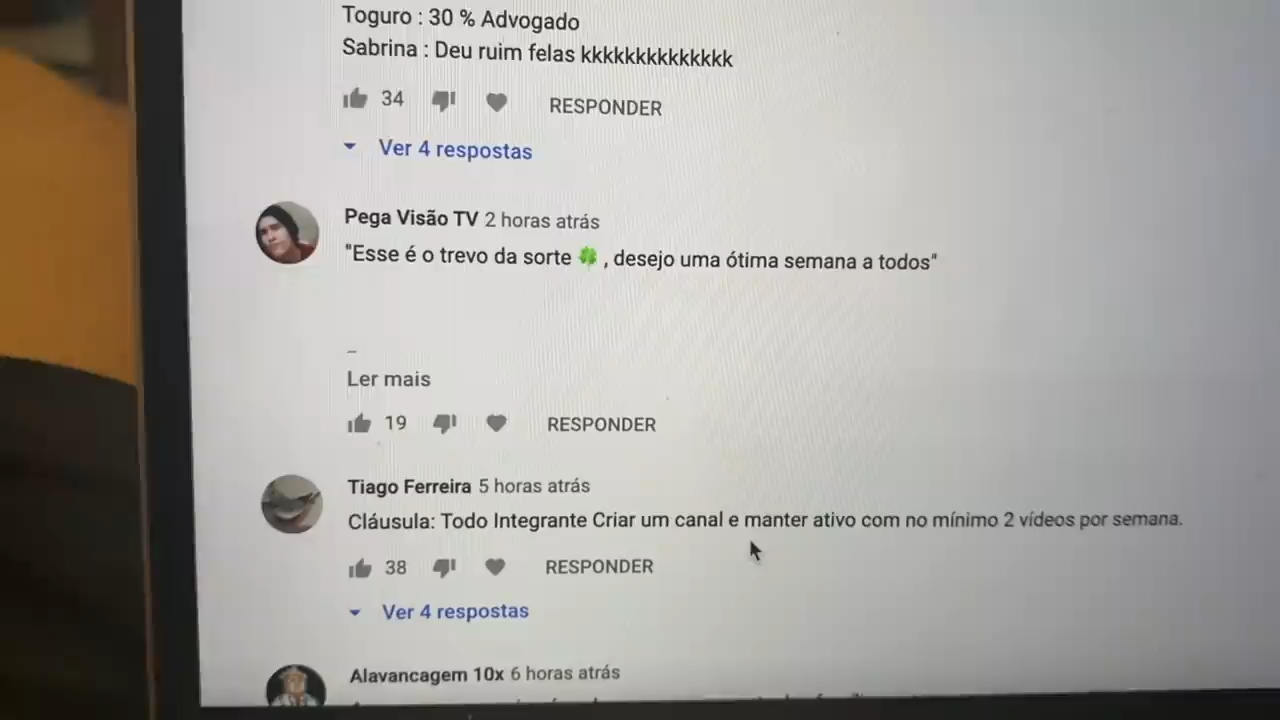 Toguro : 30 % Advogado
Sabrina : Deu ruim felas kkkkkkkkkkkkkk
34 RESPONDER
Ver 4 respostas
Pega Visão TV 2 horas atrás
"Esse é o trevo da sorte 🍀 , desejo uma ótima semana a todos"
_
Ler mais
19 RESPONDER
Tiago Ferreira 5 horas atrás
Cláusula: Todo Integrante Criar um canal e manter ativo com no mínimo 2 vídeos por semana.
38 RESPONDER
Ver 4 respostas
Alavancagem 10x 6 horas atrás